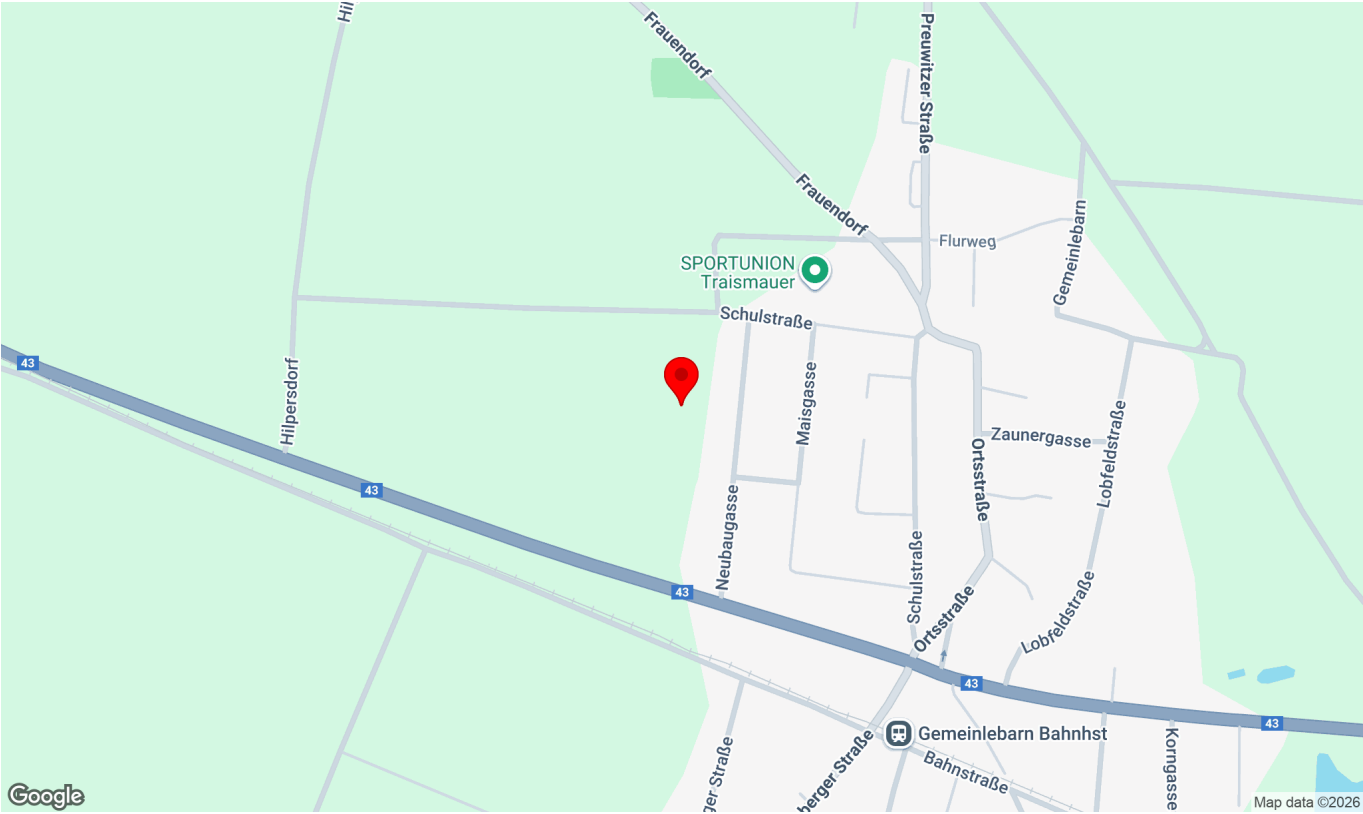 Hil
Frauendorf
Preuwitzer Straße
Frauendorf
Flurweg
Gemeinlebarn
SPORTUNION
Traismauer
Schulstraße
43
Hilpersdorf
Maisgasse
Zaunergasse
Lobfeldstraße
Ortsstraße
43
Neubaugasse
Schulstraße
43
Ortsstraße
Lobfeldstraße
43
43
Gemeinlebarn Bahnhst
ger Straße
berger Straße
Bahnstraße
Korngasse
Google
Map data ©2026